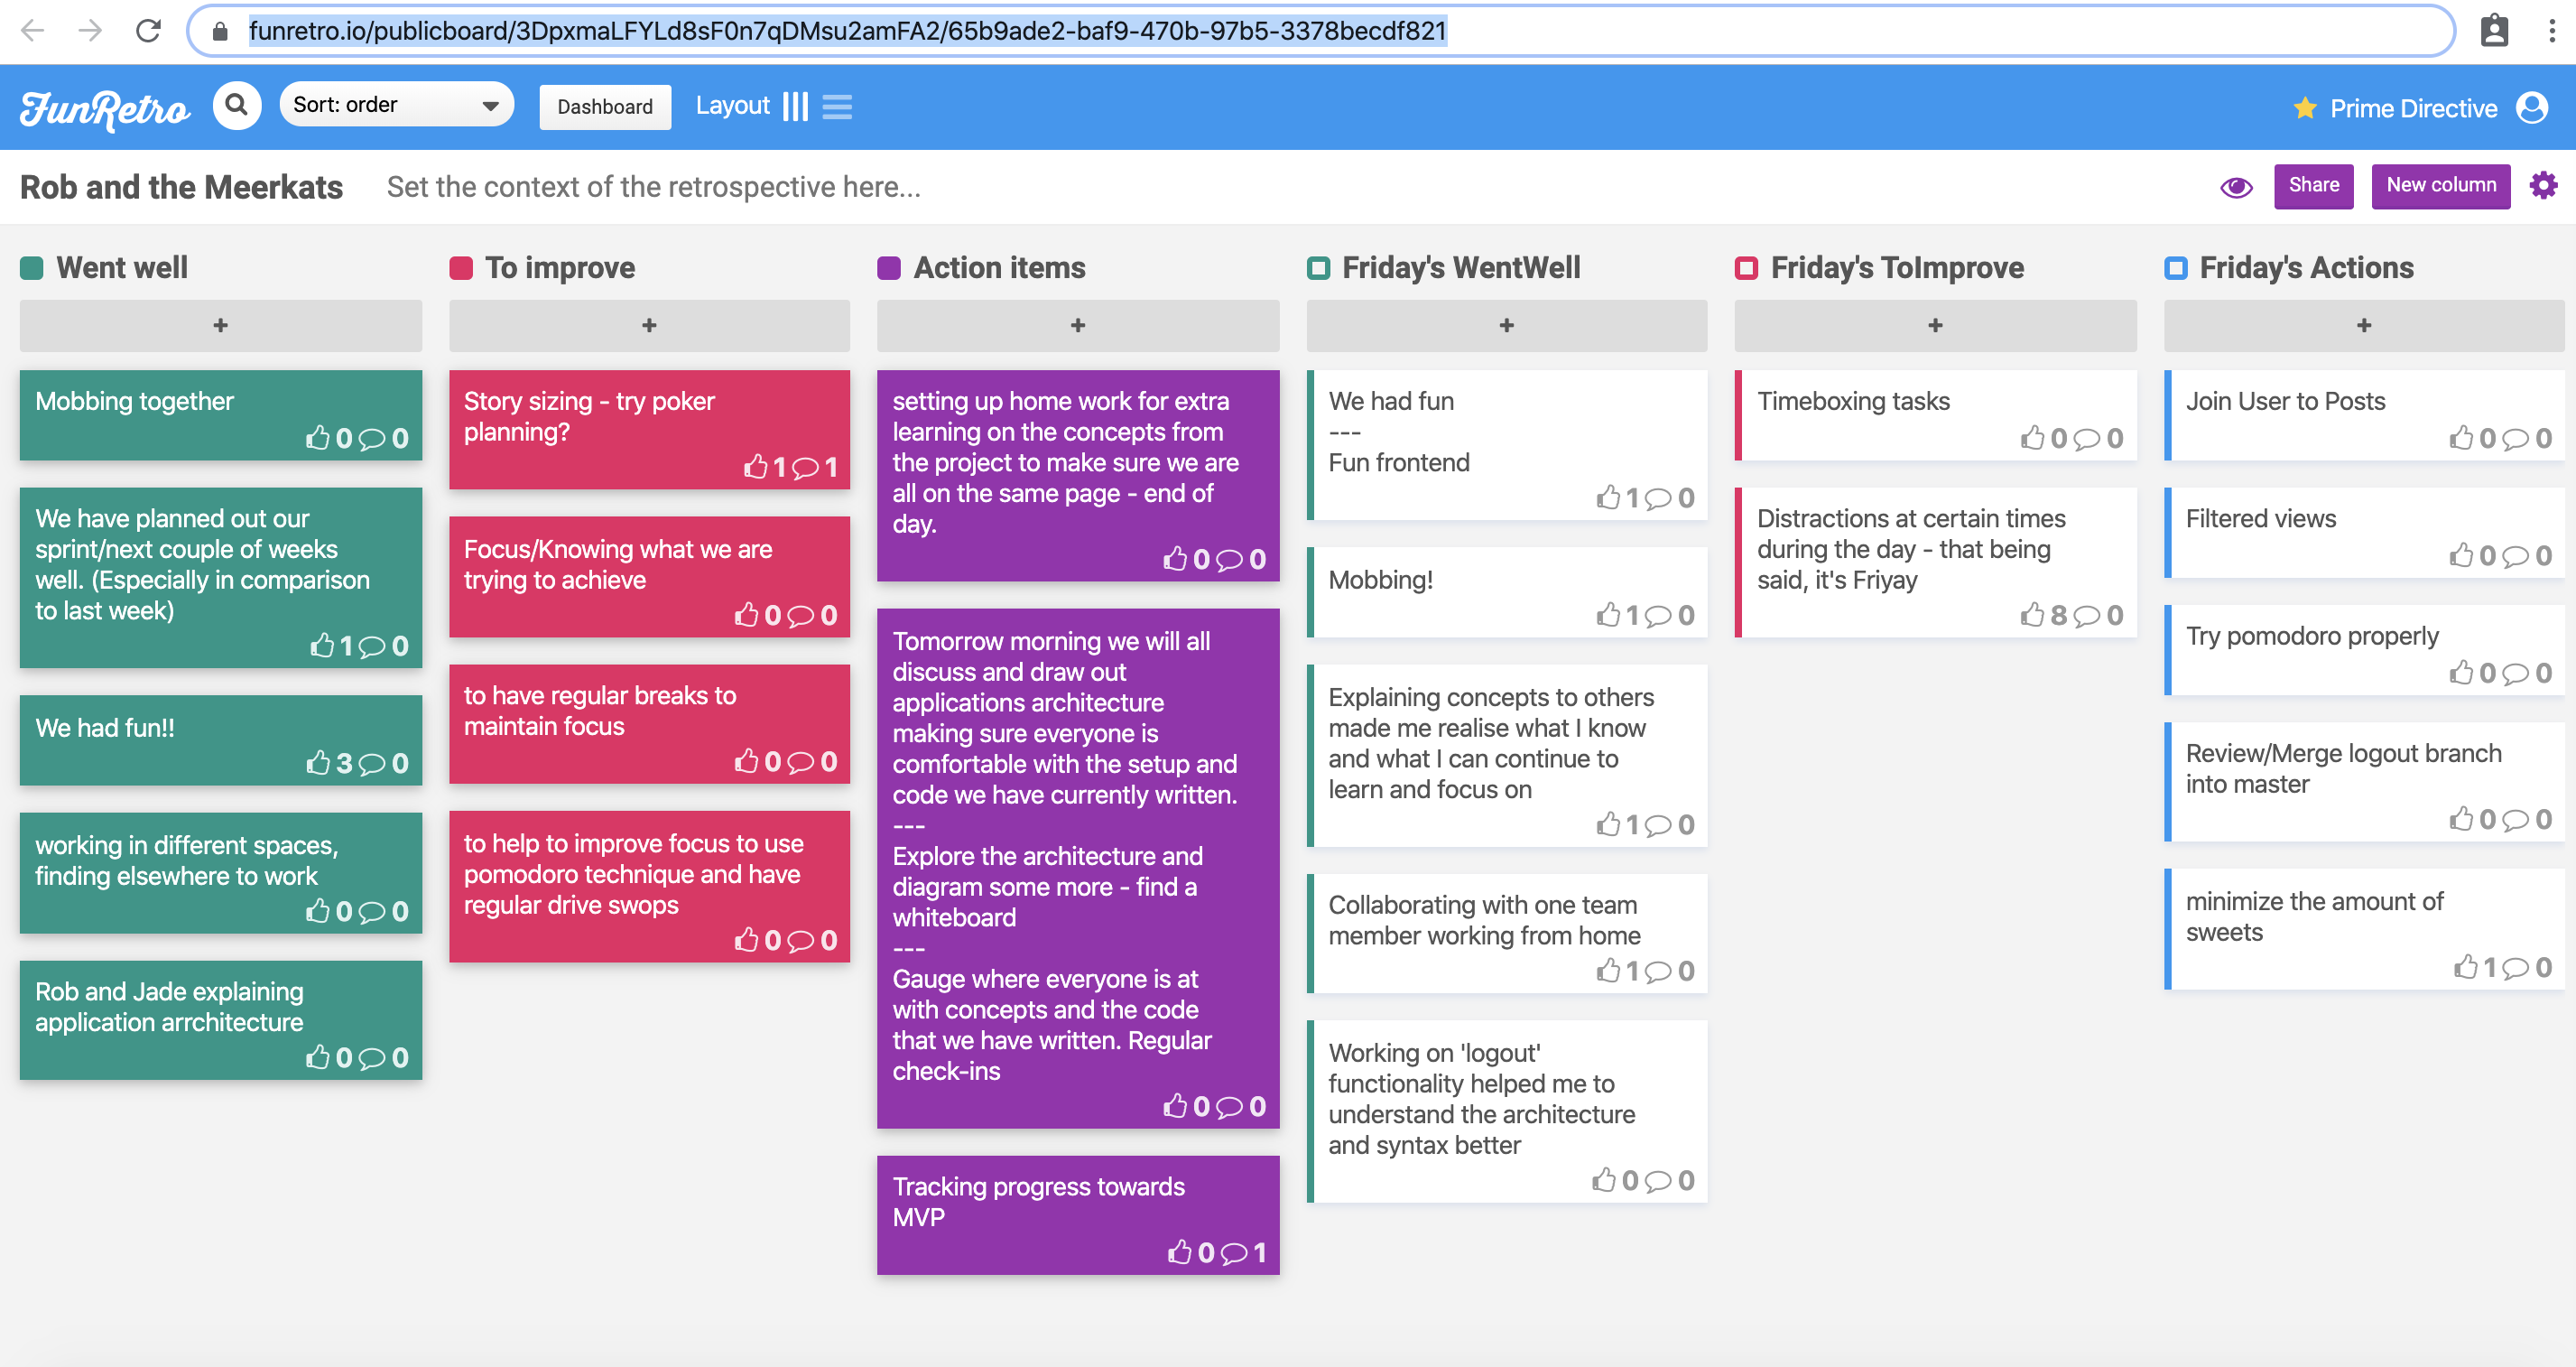 funretro.io/publicboard/3DpxmaLFYLd8sF0n7qDMsu2amFA2/65b9ade2-baf9-470b-97b5-3378becdf821
FunRetro
Sort: order
Dashboard
Layout
Prime Directive
Rob and the Meerkats
Set the context of the retrospective here...
Share
New column
Went well
+
Mobbing together
0 0
We have planned out our
sprint/next couple of weeks
well. (Especially in comparison
to last week)
1 0
We had fun!!
3 0
working in different spaces,
finding elsewhere to work
0 0
Rob and Jade explaining
application arrchitecture
0 0
To improve
+
Story sizing - try poker
planning?
1 1
Focus/Knowing what we are
trying to achieve
0 0
to have regular breaks to
maintain focus
0 0
to help to improve focus to use
pomodoro technique and have
regular drive swops
0 0
Action items
+
setting up home work for extra
learning on the concepts from
the project to make sure we are
all on the same page - end of
day.
0 0
Tomorrow morning we will all
discuss and draw out
applications architecture
making sure everyone is
comfortable with the setup and
code we have currently written.
---
Explore the architecture and
diagram some more - find a
whiteboard
---
Gauge where everyone is at
with concepts and the code
that we have written. Regular
check-ins
0 0
Tracking progress towards
MVP
0 1
Friday's WentWell
+
We had fun
---
Fun frontend
1 0
Mobbing!
1 0
Explaining concepts to others
made me realise what I know
and what I can continue to
learn and focus on
1 0
Collaborating with one team
member working from home
1 0
Working on 'logout'
functionality helped me to
understand the architecture
and syntax better
0 0
Friday's ToImprove
+
Timeboxing tasks
0 0
Distractions at certain times
during the day - that being
said, it's Friyay
8 0
Friday's Actions
+
Join User to Posts
0 0
Filtered views
0 0
Try pomodoro properly
0 0
Review/Merge logout branch
into master
0 0
minimize the amount of
sweets
1 0